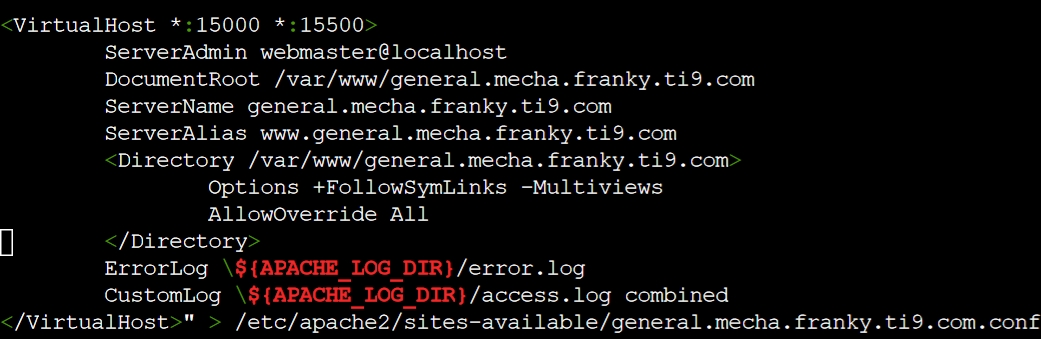 <VirtualHost *:15000 *:15500>
ServerAdmin webmaster@localhost
DocumentRoot /var/www/general.mecha.franky.ti9.com
ServerName general.mecha.franky.ti9.com
ServerAlias www.general.mecha.franky.ti9.com
<Directory /var/www/general.mecha.franky.ti9.com>
Options +FollowSymLinks -Multiviews
AllowOverride All
</Directory>
ErrorLog \${APACHE_LOG_DIR}/error.log
CustomLog \${APACHE_LOG_DIR}/access.log combined
</VirtualHost>" > /etc/apache2/sites-available/general.mecha.franky.ti9.com.conf